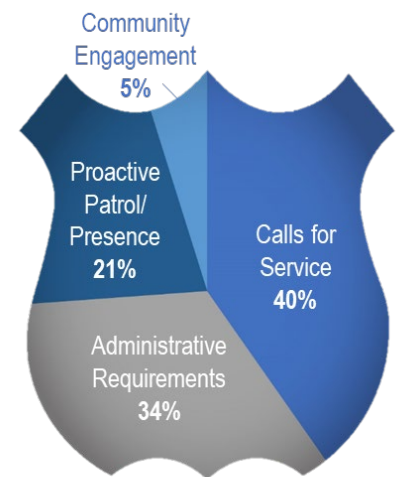 Community
Engagement
5%
Proactive
Patrol/
Presence
21%
Calls for
Service
40%
Administrative
Requirements
34%